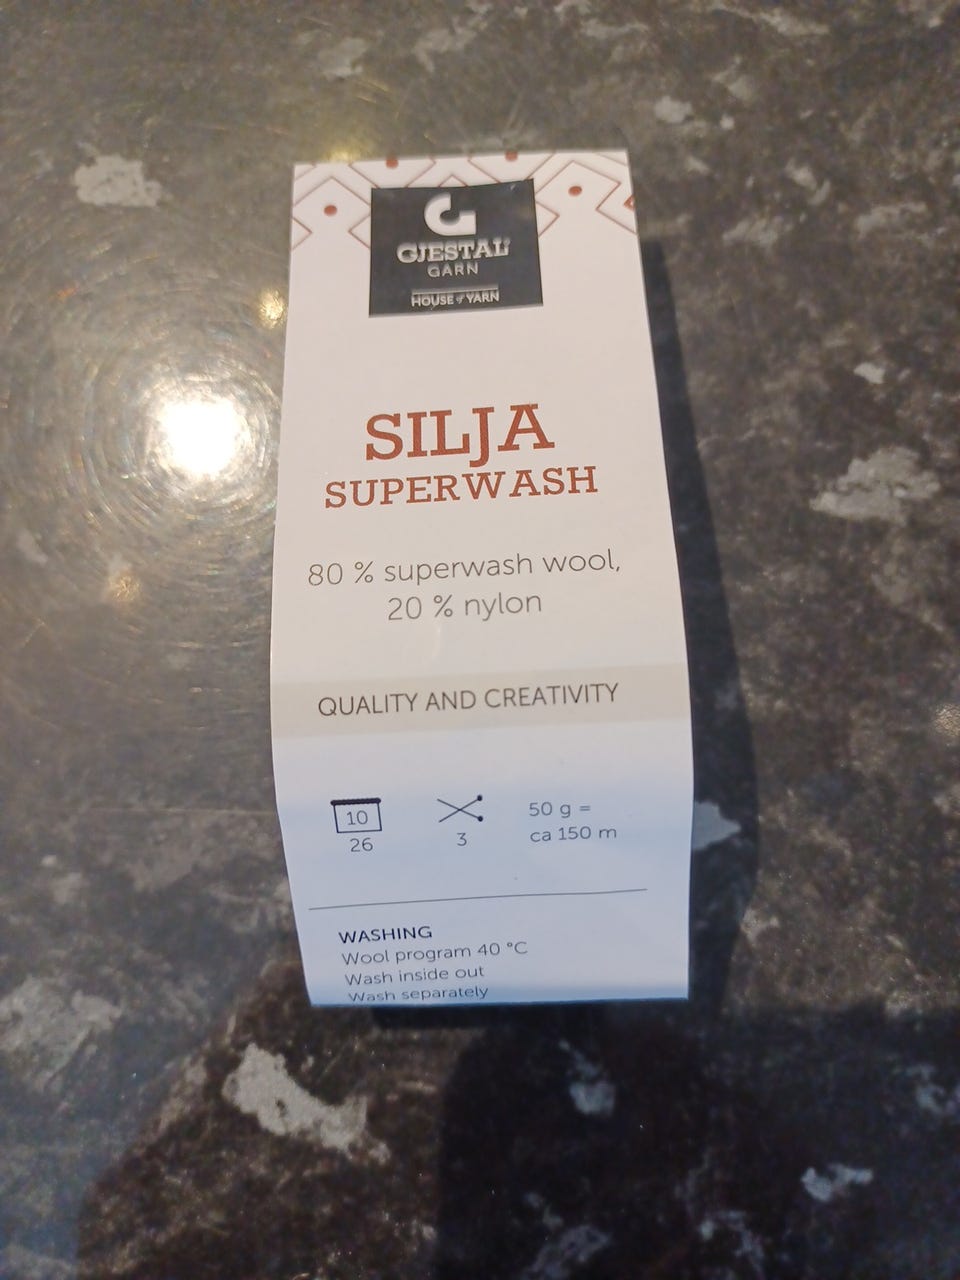 GJESTAL
GARN
HOUSE of YARN
SILJA
SUPERWASH
80 % superwash wool,
20 % nylon
QUALITY AND CREATIVITY
10
26
3
50 g =
ca 150 m
WASHING
Wool program 40 °C
Wash inside out
Wash separately